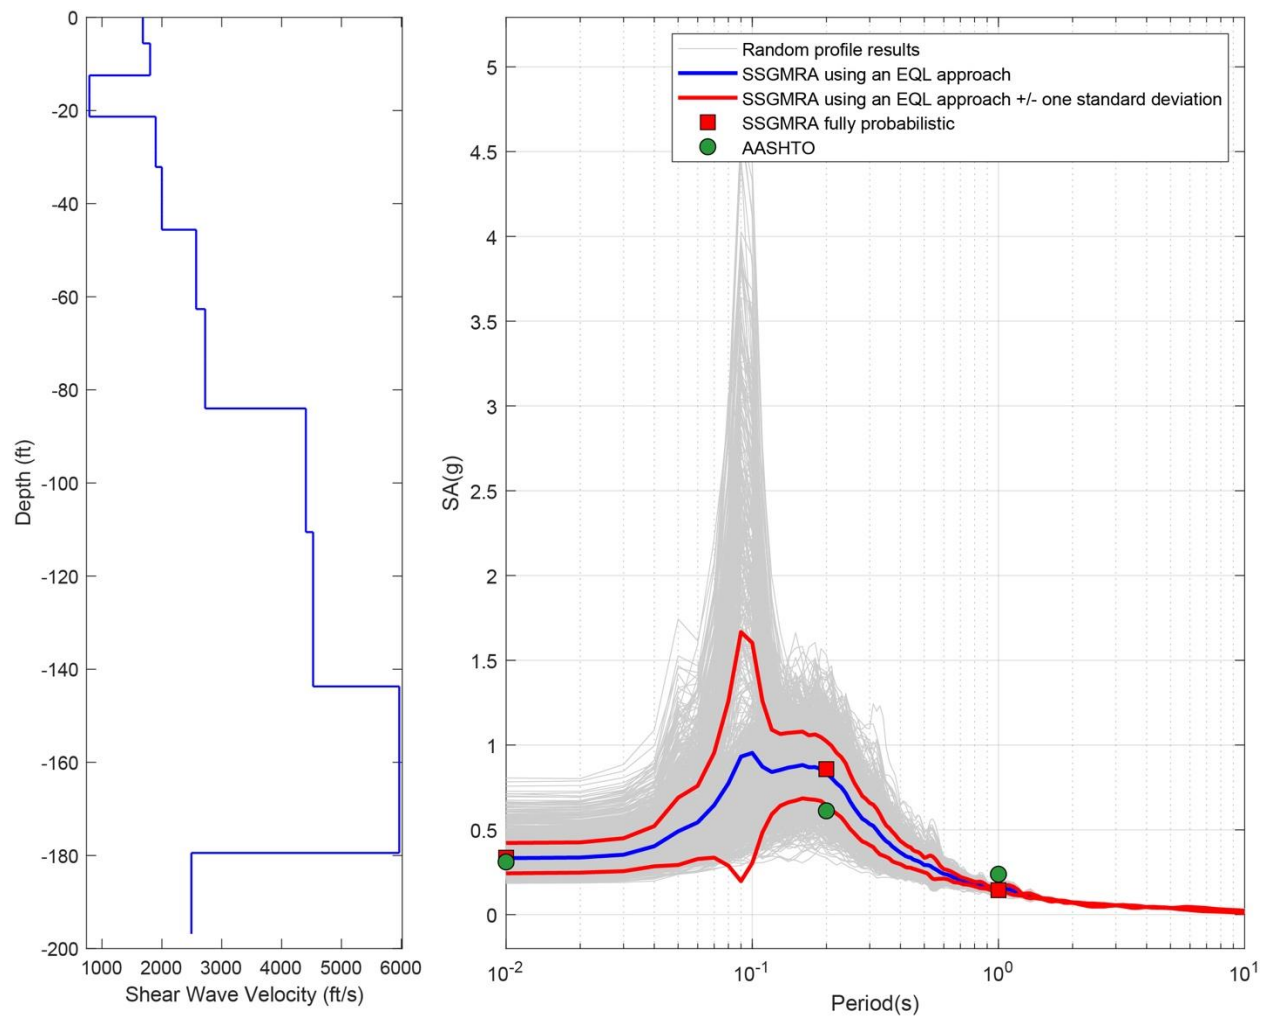 0
-20
-40
-60
-80
-100
-120
-140
-160
-180
-200
Depth (ft)
1000 2000 3000 4000 5000 6000
Shear Wave Velocity (ft/s)
Random profile results
SSGMRA using an EQL approach
SSGMRA using an EQL approach +/- one standard deviation
SSGMRA fully probabilistic
AASHTO
5
4.5
4
3.5
3
2.5
2
1.5
1
0.5
0
SA(g)
10-2 10-1 100 101
Period(s)